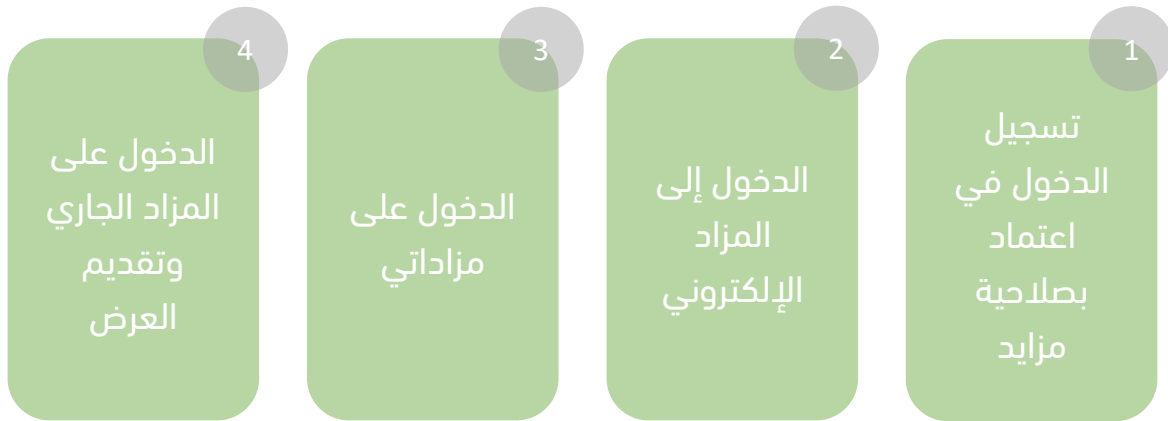 1
تسجيل
الدخول في
اعتماد
بصلاحية
مزايد
2
الدخول إلى
المزاد
الإلكتروني
3
الدخول على
مزاداتي
4
الدخول على
المزاد الجاري
وتقديم
العرض